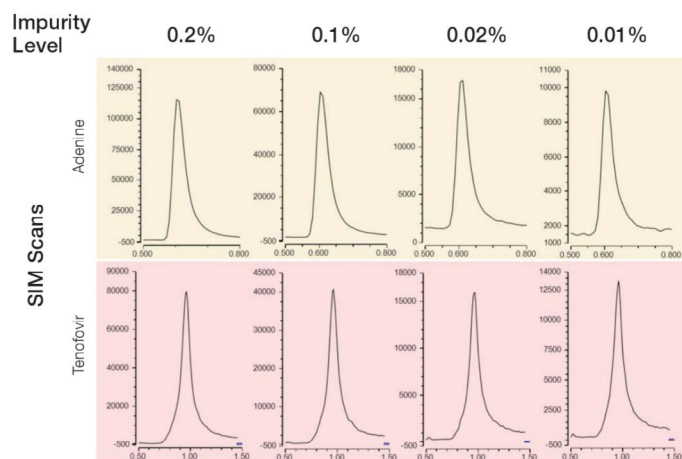 Impurity Level 0.2% 0.1% 0.02% 0.01%
SIM Scans
Adenine
140000 125000 100000 75000 50000 25000 -500
0.500 0.600 0.800
80000 60000 40000 20000 -500
0.500 0.600 0.800
18000 15000 10000 5000 0
0.500 0.600 0.800
11000 10000 8000 6000 4000 2000 1000
0.500 0.600 0.800
Tenofovir
90000 80000 60000 40000 20000 -500
0.50 1.00 1.50
45000 40000 30000 20000 10000 -500
0.50 1.00 1.50
18000 15000 10000 5000 -500
0.50 1.00 1.50
14000 12500 10000 7500 5000 2500 -500
0.50 1.00 1.50